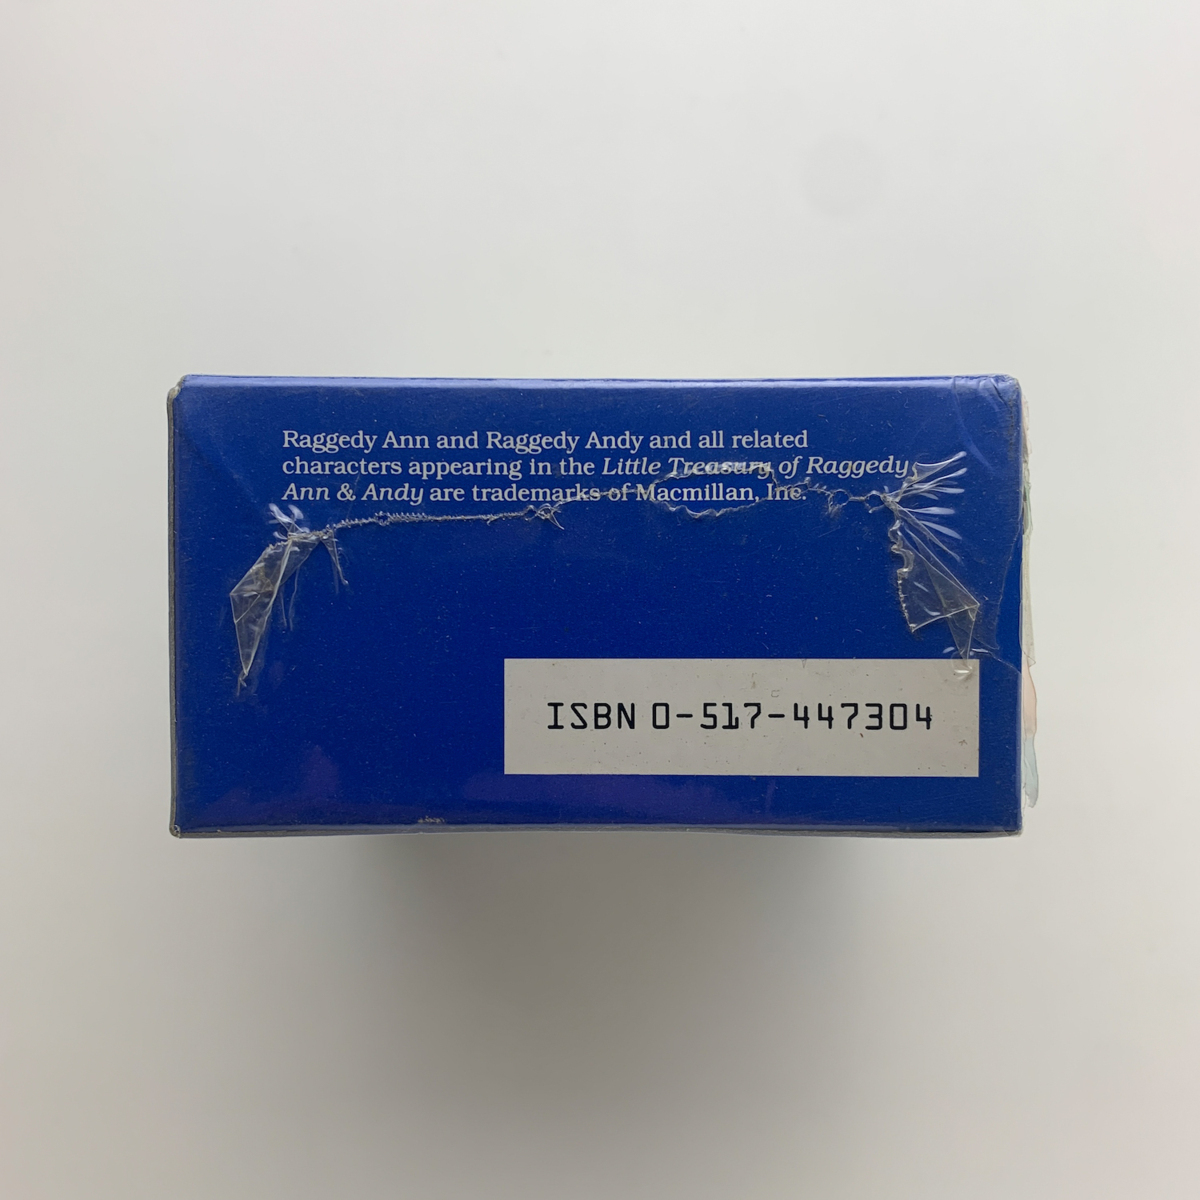 Raggedy Ann and Raggedy Andy and all related
characters appearing in the Little Treasury of Raggedy
Ann & Andy are trademarks of Macmillan, Inc.
ISBN 0-517-447304